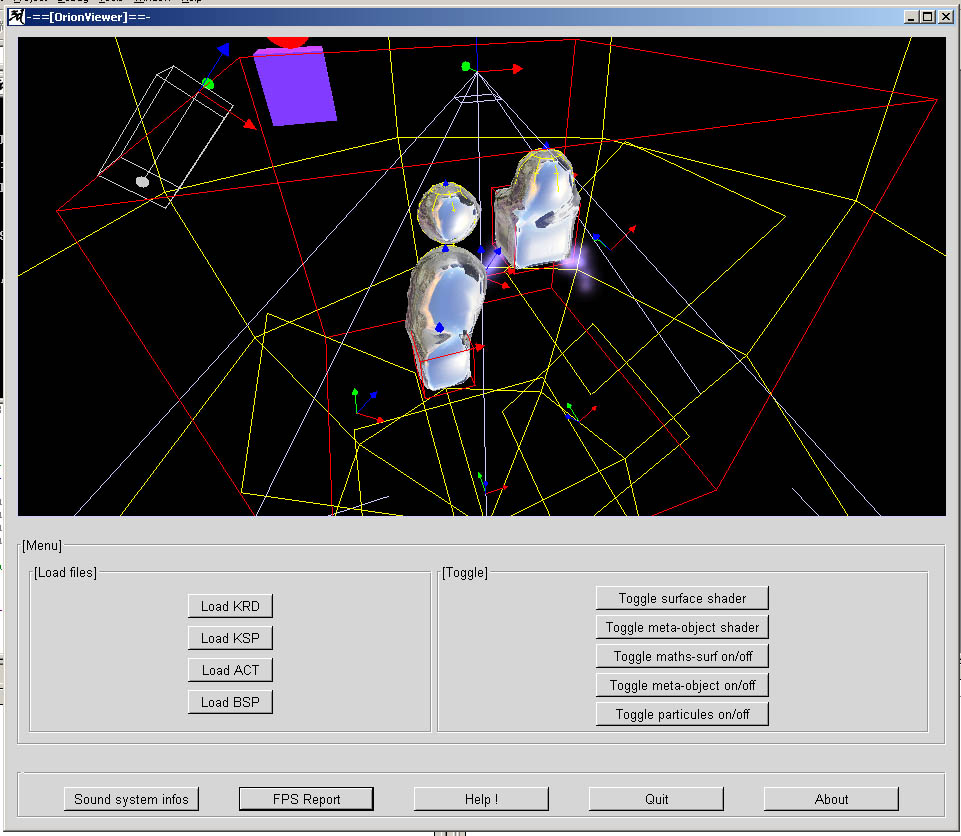 -==[OrionViewer]==-
[Menu]
[Load files]
Load KRD
Load KSP
Load ACT
Load BSP
[Toggle]
Toggle surface shader
Toggle meta-object shader
Toggle maths-surf on/off
Toggle meta-object on/off
Toggle particules on/off
Sound system infos
FPS Report
Help !
Quit
About